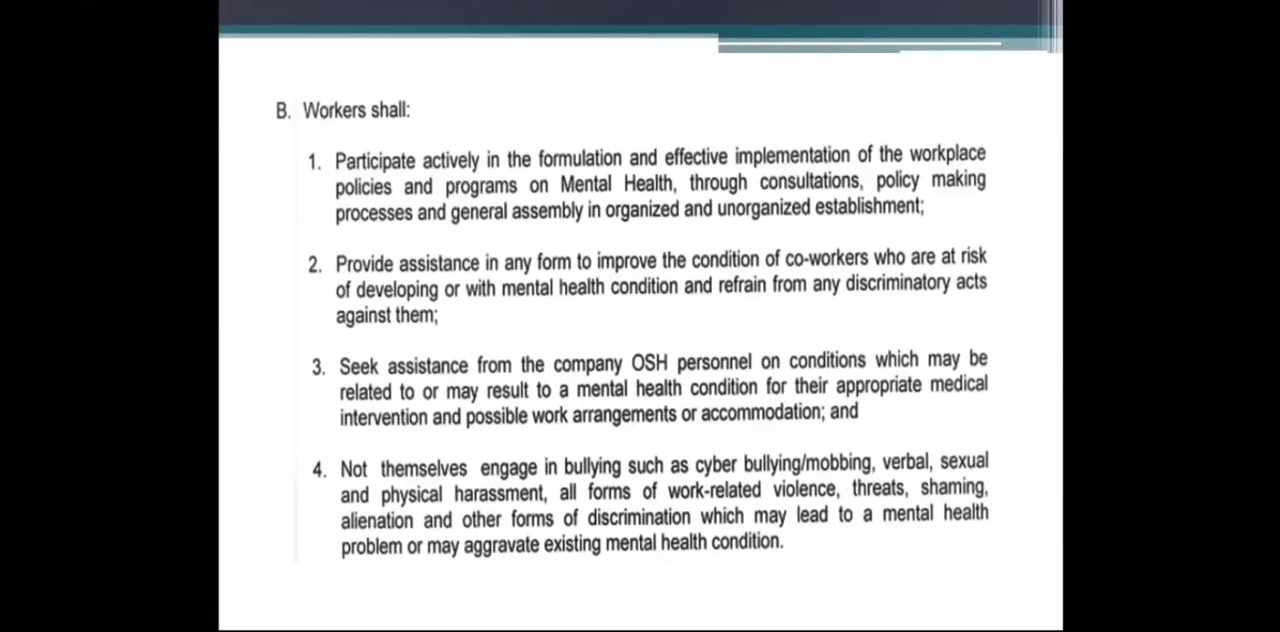 B. Workers shall:
1. Participate actively in the formulation and effective implementation of the workplace
policies and programs on Mental Health, through consultations, policy making
processes and general assembly in organized and unorganized establishment;
2. Provide assistance in any form to improve the condition of co-workers who are at risk
of developing or with mental health condition and refrain from any discriminatory acts
against them;
3. Seek assistance from the company OSH personnel on conditions which may be
related to or may result to a mental health condition for their appropriate medical
intervention and possible work arrangements or accommodation; and
4. Not themselves engage in bullying such as cyber bullying/mobbing, verbal, sexual
and physical harassment, all forms of work-related violence, threats, shaming,
alienation and other forms of discrimination which may lead to a mental health
problem or may aggravate existing mental health condition.